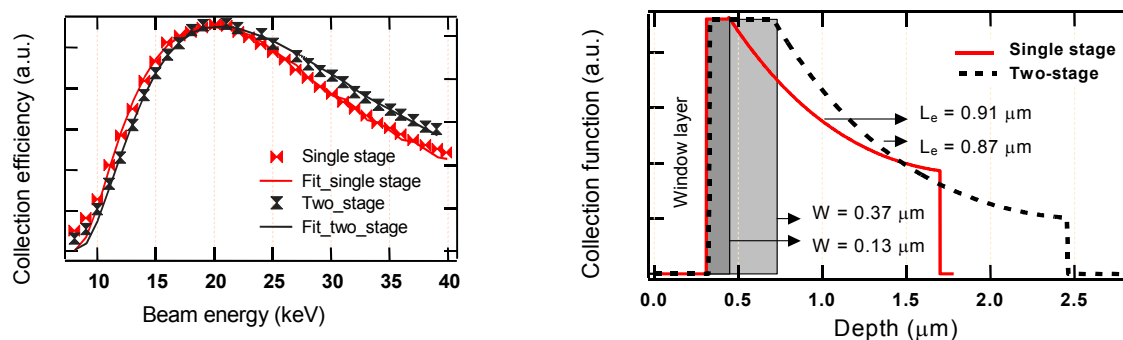 Collection efficiency (a.u.)
Single stage
Fit_single stage
Two_stage
Fit_two_stage
10 15 20 25 30 35 40
Beam energy (keV)
Collection function (a.u.)
Window layer
Single stage
Two-stage
Le = 0.91 μm
Le = 0.87 μm
W = 0.37 μm
W = 0.13 μm
0.0 0.5 1.0 1.5 2.0 2.5
Depth (μm)